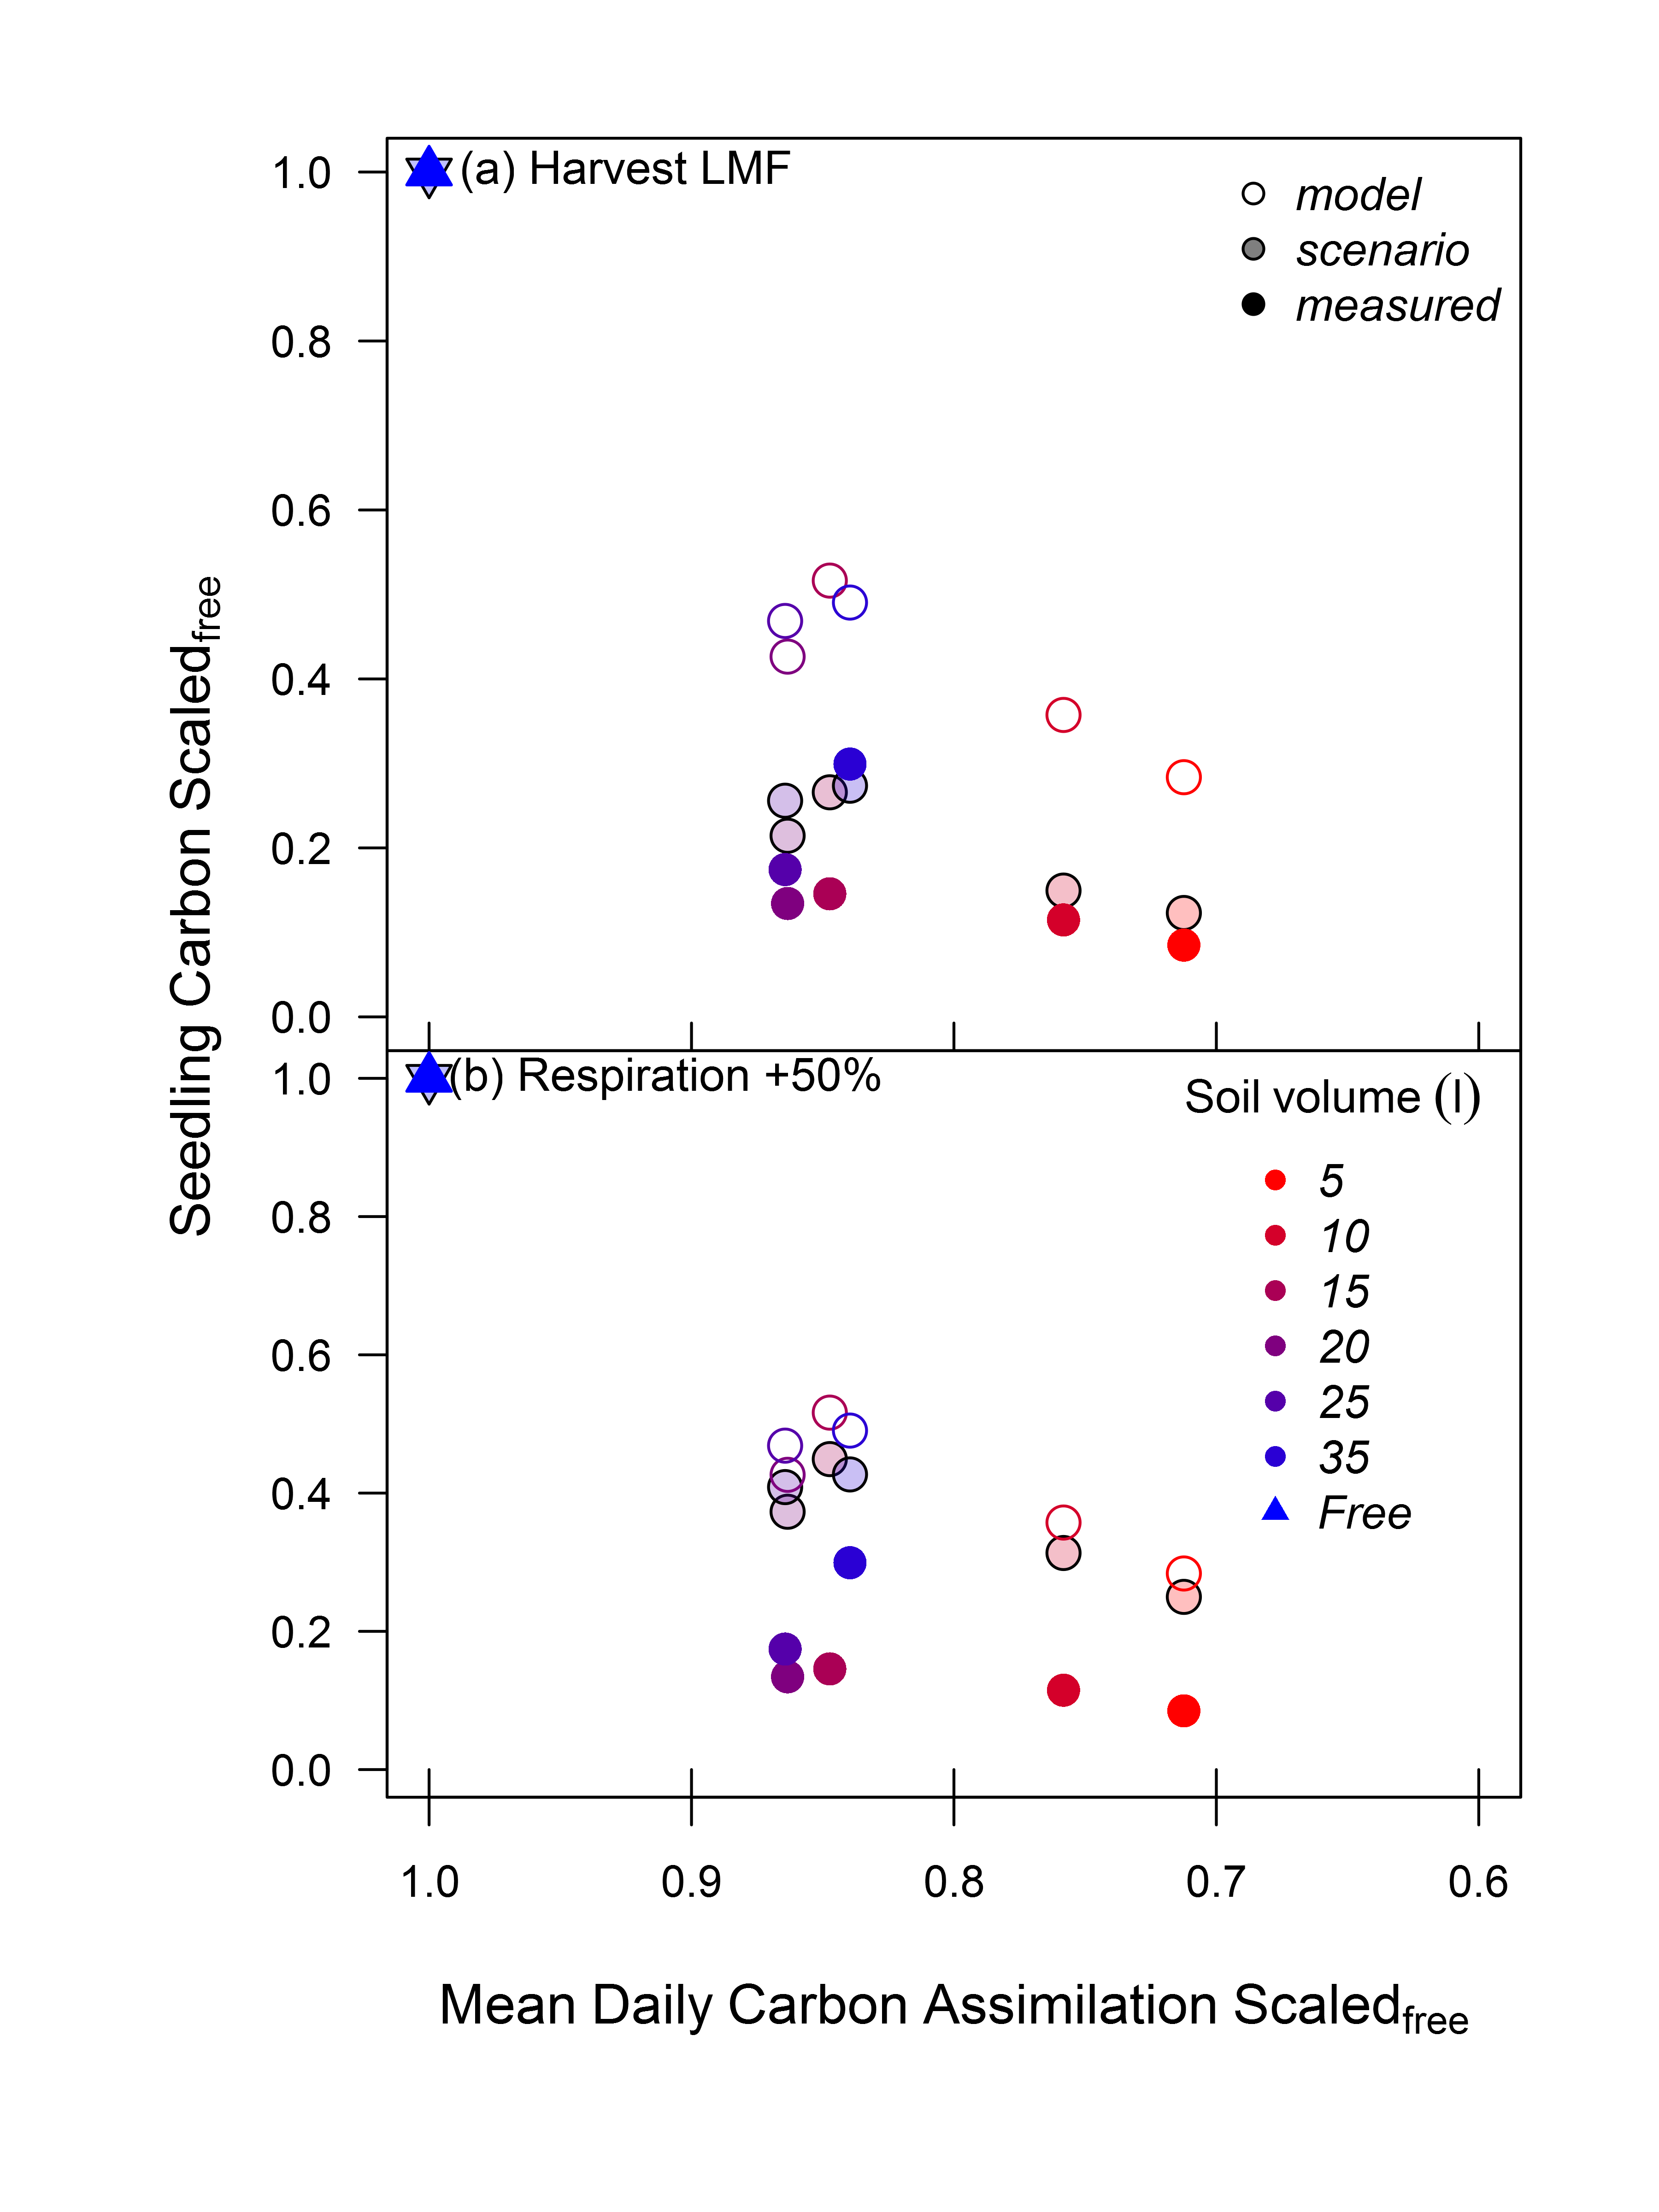 (a) Harvest LMF
model
scenario
measured
1.0
0.8
0.6
0.4
0.2
0.0
Seedling Carbon Scaledfree
(b) Respiration +50%
Soil volume (l)
5
10
15
20
25
35
Free
1.0
0.8
0.6
0.4
0.2
0.0
1.0 0.9 0.8 0.7 0.6
Mean Daily Carbon Assimilation Scaledfree